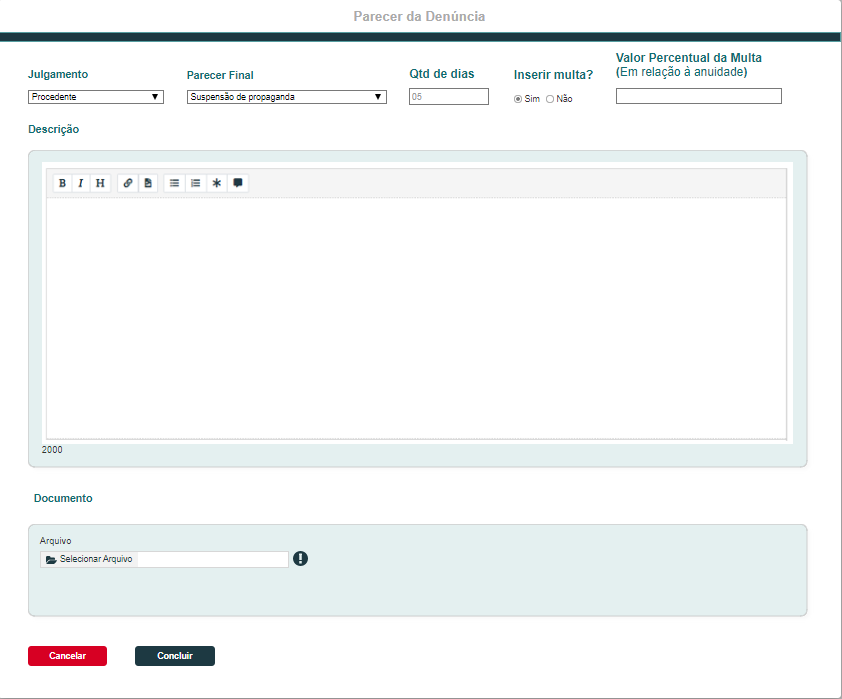 Parecer da Denúncia
Julgamento
Parecer Final
Qtd de dias
Inserir multa?
Valor Percentual da Multa
(Em relação à anuidade)
Procedente
Suspensão de propaganda
05
Sim
Não
Descrição
B I H
2000
Documento
Arquivo
Selecionar Arquivo
Cancelar
Concluir